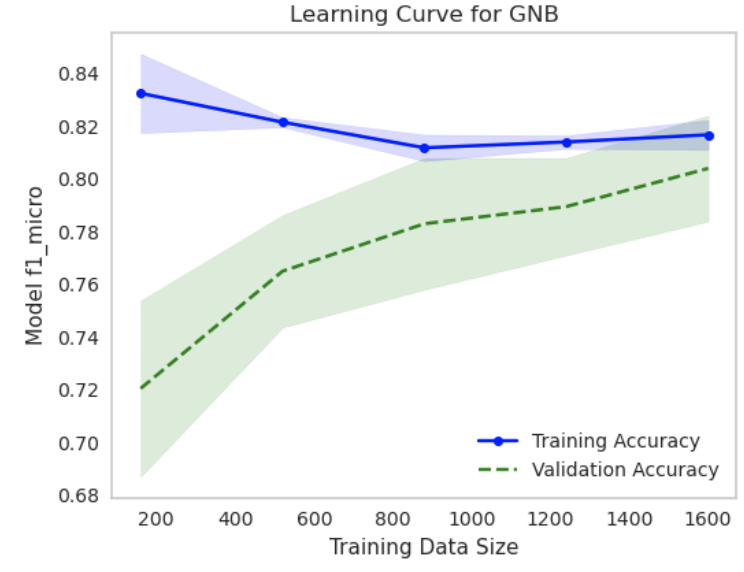 Learning Curve for GNB
Model f1_micro
0.84
0.82
0.80
0.78
0.76
0.74
0.72
0.70
0.68
Training Accuracy
Validation Accuracy
200 400 600 800 1000 1200 1400 1600
Training Data Size